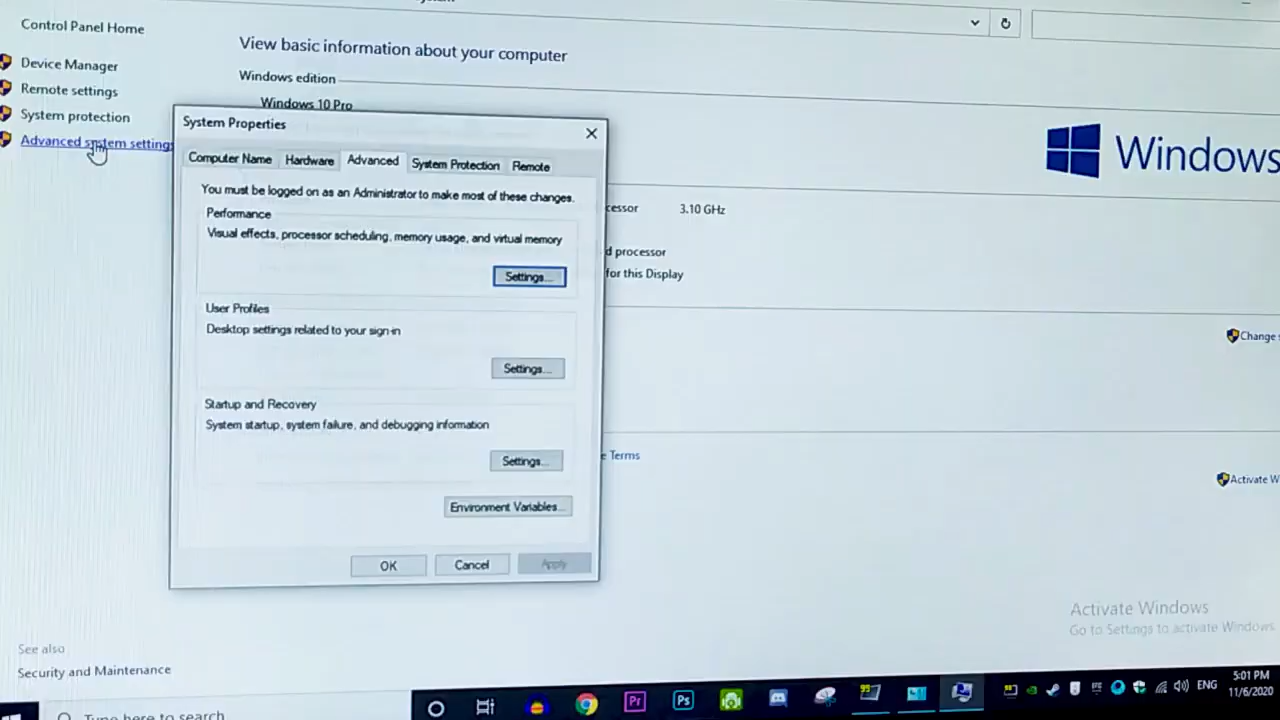 Control Panel Home
Device Manager
Remote settings
System protection
Advanced system settings
View basic information about your computer
Windows edition
Windows 10 Pro
System Properties
Computer Name
Hardware
Advanced
System Protection
Remote
You must be logged on as an Administrator to make most of these changes.
Performance
Visual effects, processor scheduling, memory usage, and virtual memory
Settings...
User Profiles
Desktop settings related to your sign-in
Settings...
Startup and Recovery
System startup, system failure, and debugging information
Settings...
Environment Variables...
OK
Cancel
Apply
Windows
cessor 3.10 GHz
d processor
for this Display
Change
e Terms
Activate W
Activate Windows
Go to Settings to activate Windows.
See also
Security and Maintenance
Type here to search
Pr
Ps
ENG
5:01 PM
11/6/2020